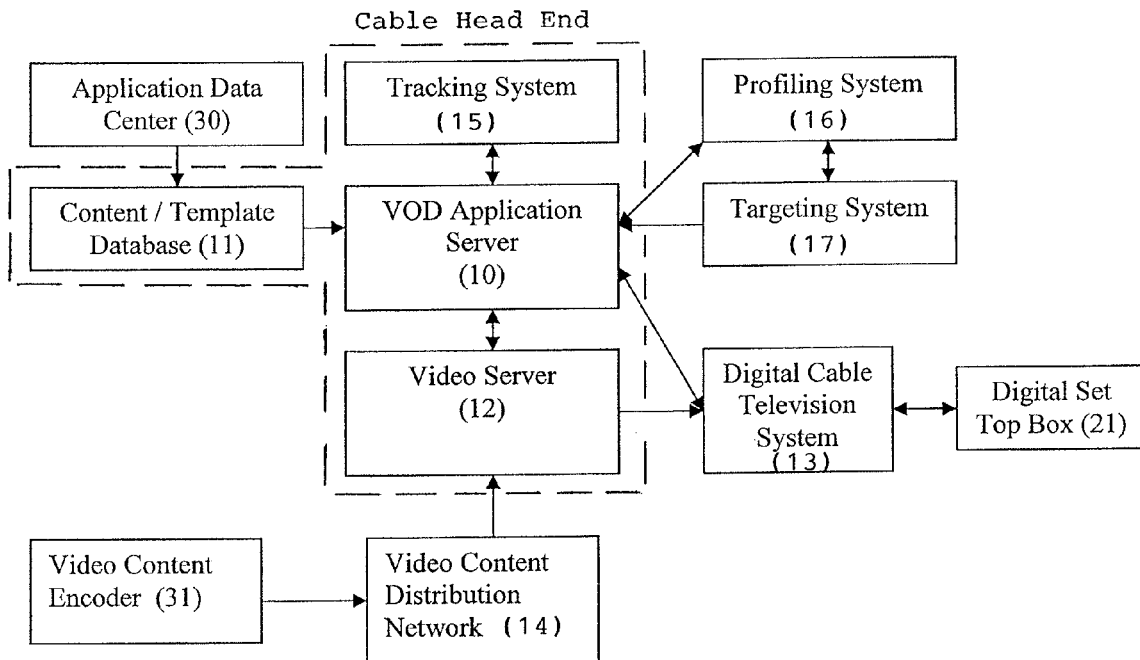 Cable Head End
Application Data
Center (30)
Tracking System
(15)
Profiling System
(16)
Content / Template
Database (11)
VOD Application
Server
(10)
Targeting System
(17)
Video Server
(12)
Digital Cable
Television
System
(13)
Digital Set
Top Box (21)
Video Content
Encoder (31)
Video Content
Distribution
Network (14)